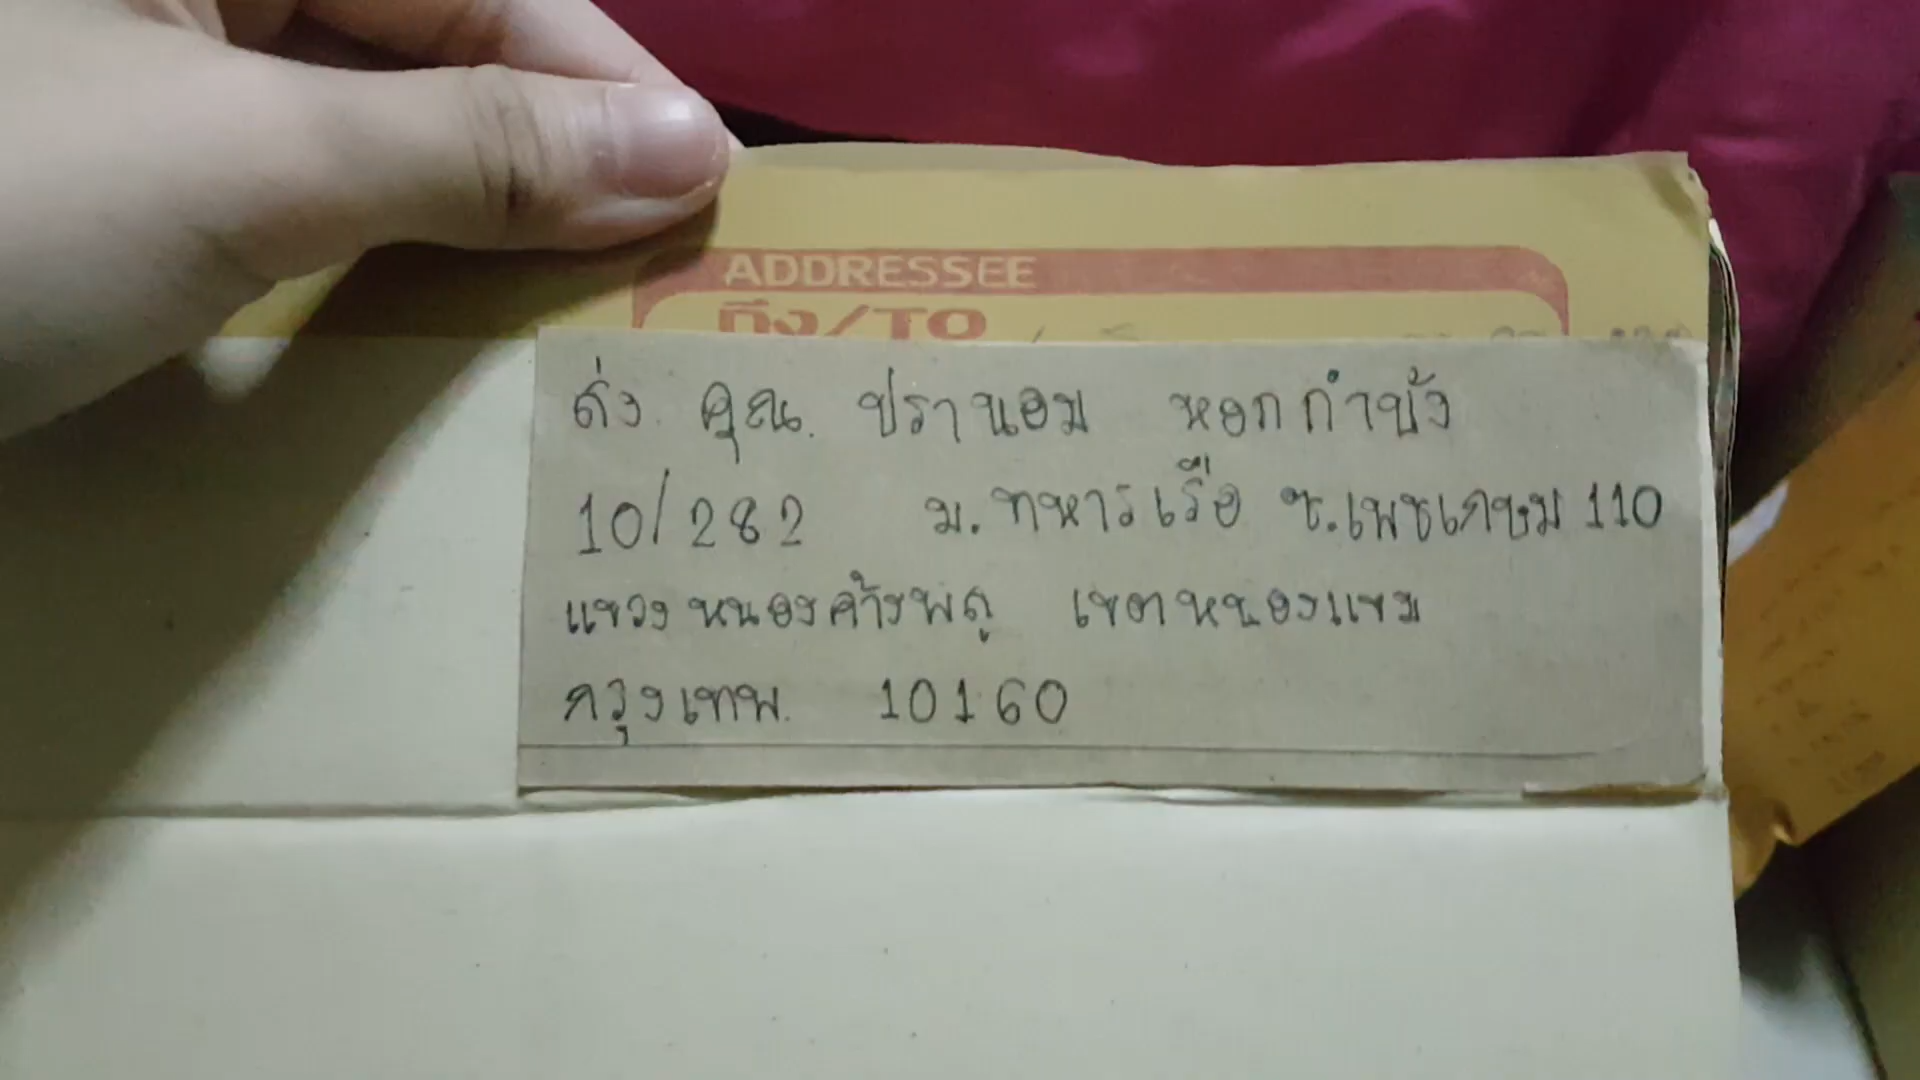 ADDRESSEE
ถึง/TO
ส่ง คุณ ปรานอม หอกกำบัง
10/282 ม.ทหารเรือ ซ.เพชเกษม 110
แขวงหนองค้างพลู เขตหนองแขม
กรุงเทพ 10160